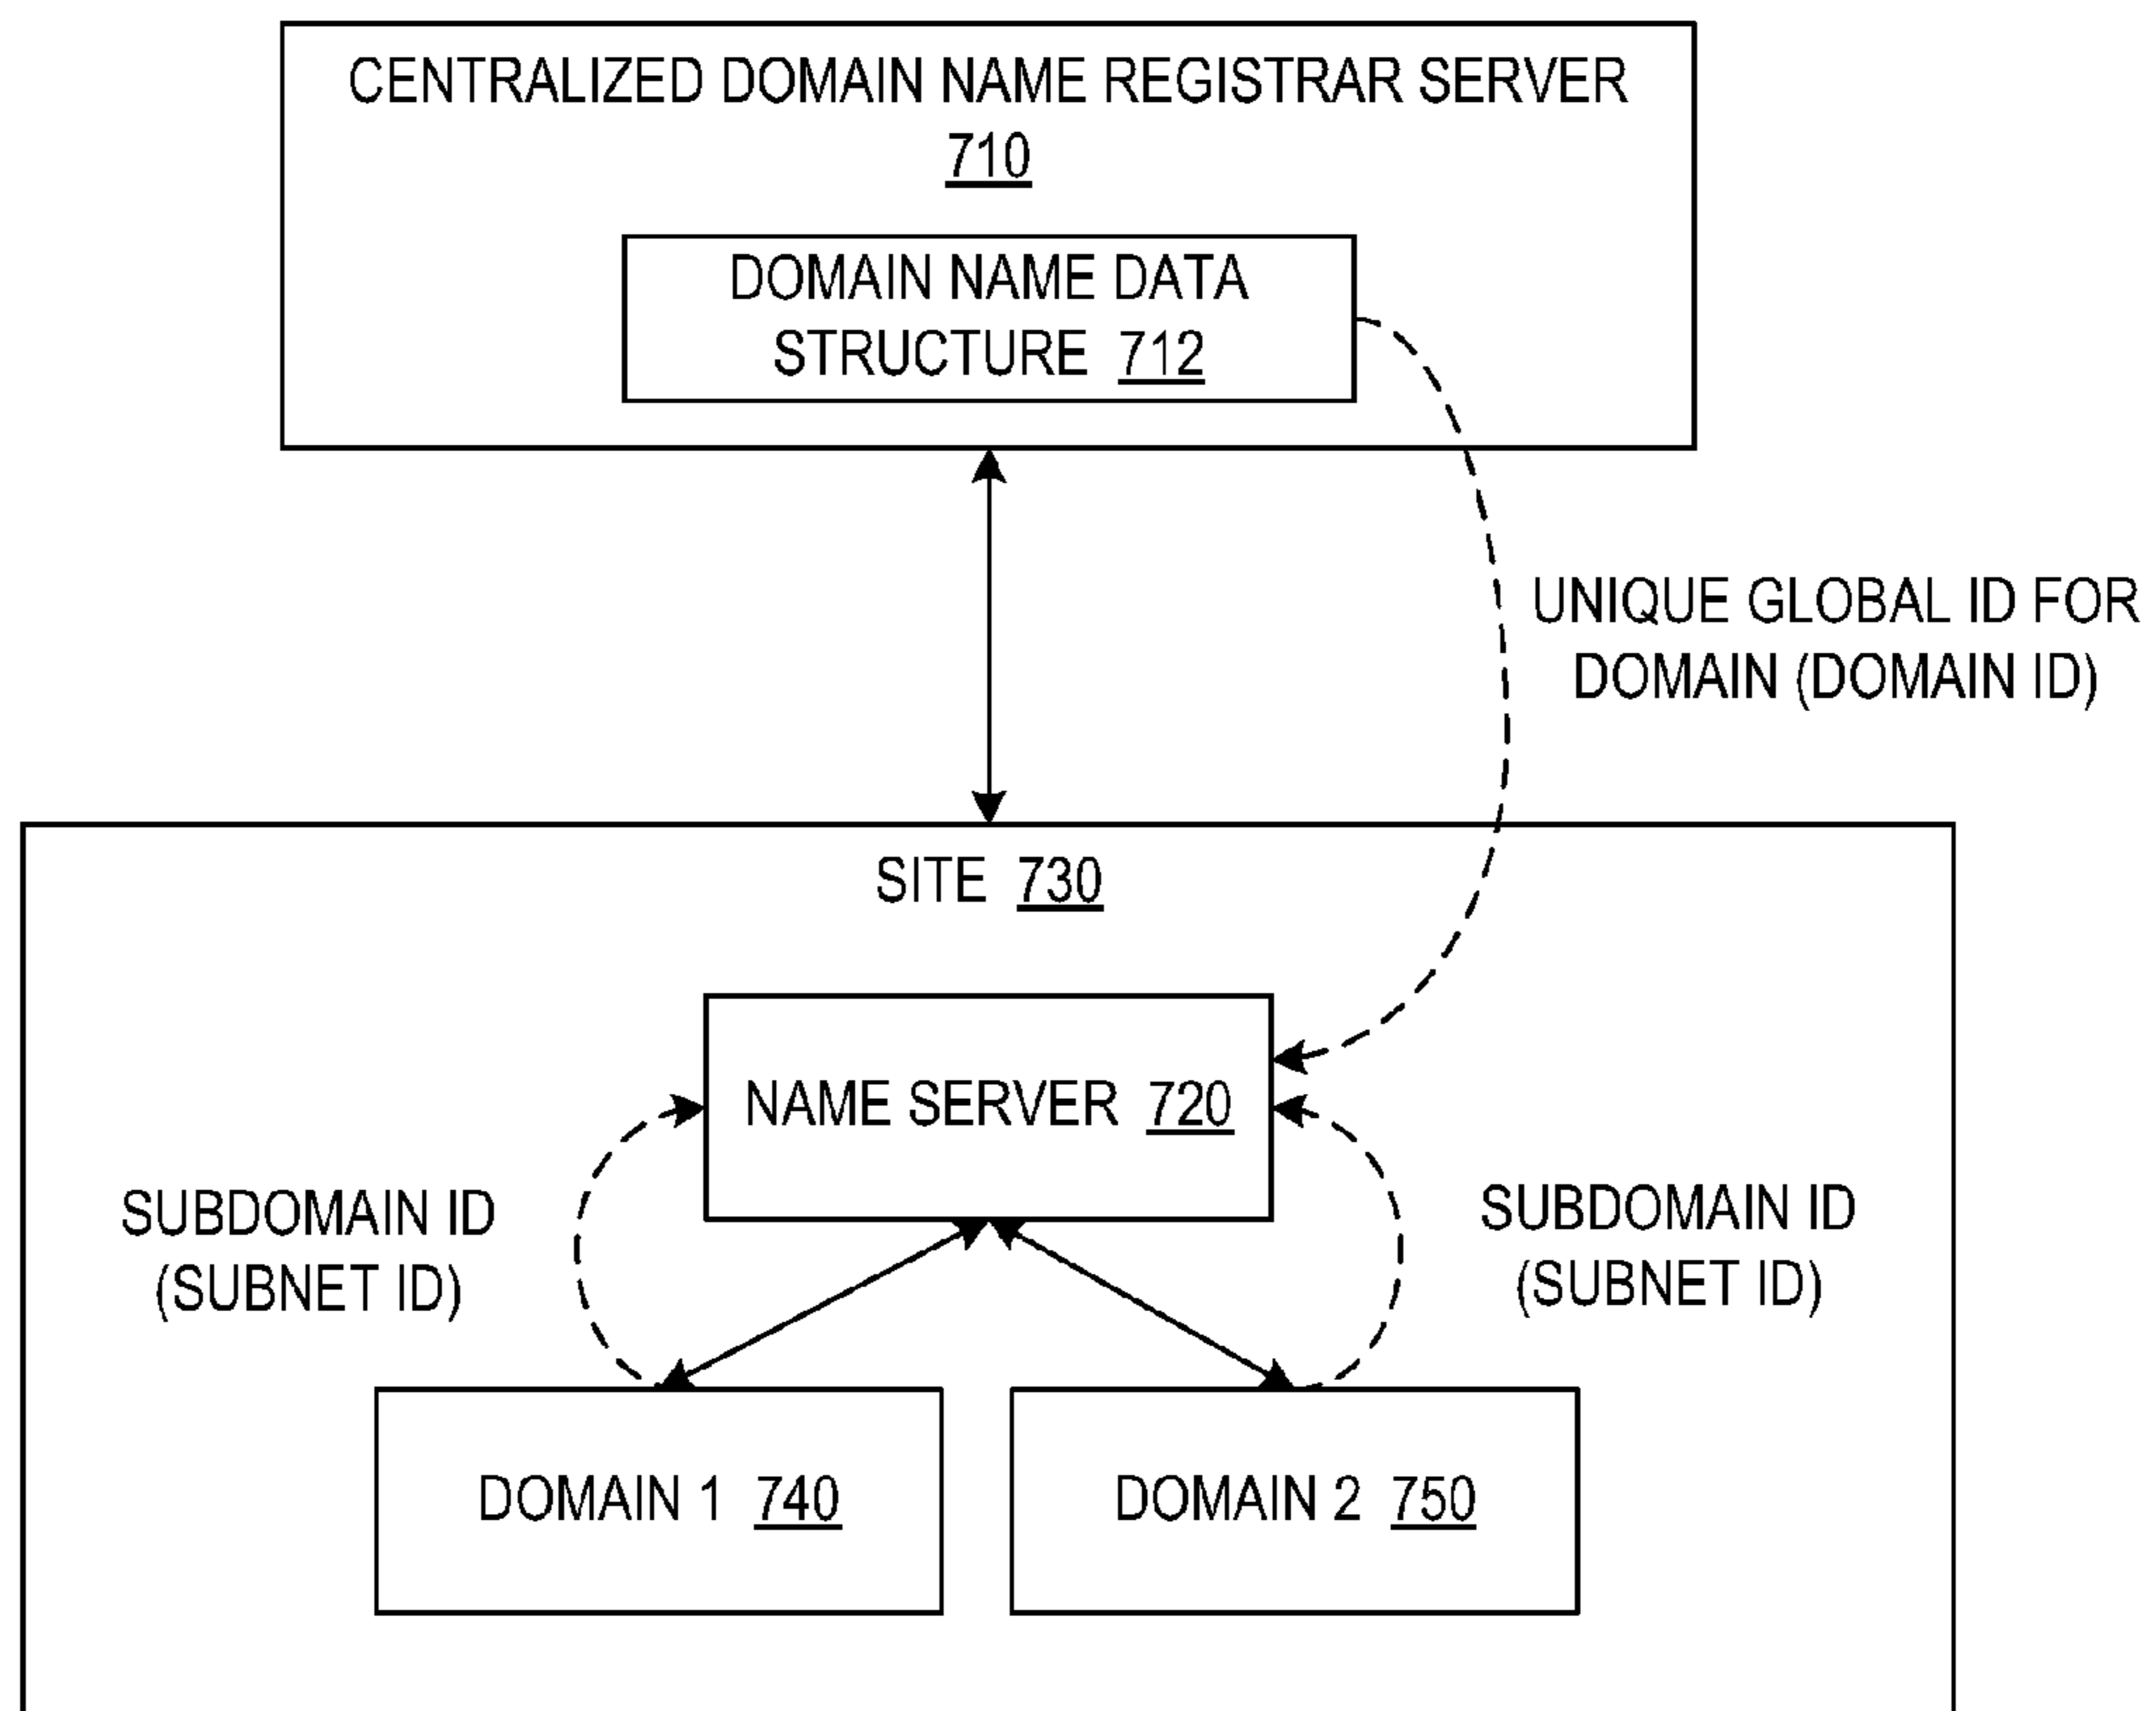 CENTRALIZED DOMAIN NAME REGISTRAR SERVER
710
DOMAIN NAME DATA
STRUCTURE 712
UNIQUE GLOBAL ID FOR
DOMAIN (DOMAIN ID)
SITE 730
NAME SERVER 720
SUBDOMAIN ID
(SUBNET ID)
SUBDOMAIN ID
(SUBNET ID)
DOMAIN 1 740
DOMAIN 2 750